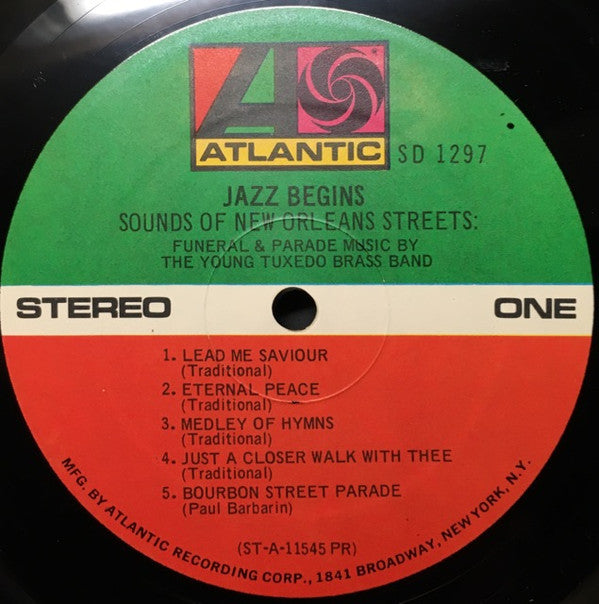 ATLANTIC SD 1297
JAZZ BEGINS
SOUNDS OF NEW ORLEANS STREETS:
FUNERAL & PARADE MUSIC BY
THE YOUNG TUXEDO BRASS BAND
STEREO ONE
1. LEAD ME SAVIOUR
(Traditional)
2. ETERNAL PEACE
(Traditional)
3. MEDLEY OF HYMNS
(Traditional)
4. JUST A CLOSER WALK WITH THEE
(Traditional)
5. BOURBON STREET PARADE
(Paul Barbarin)
(ST-A-11545 PR)
MFG. BY ATLANTIC RECORDING CORP., 1841 BROADWAY, NEW YORK, N.Y.